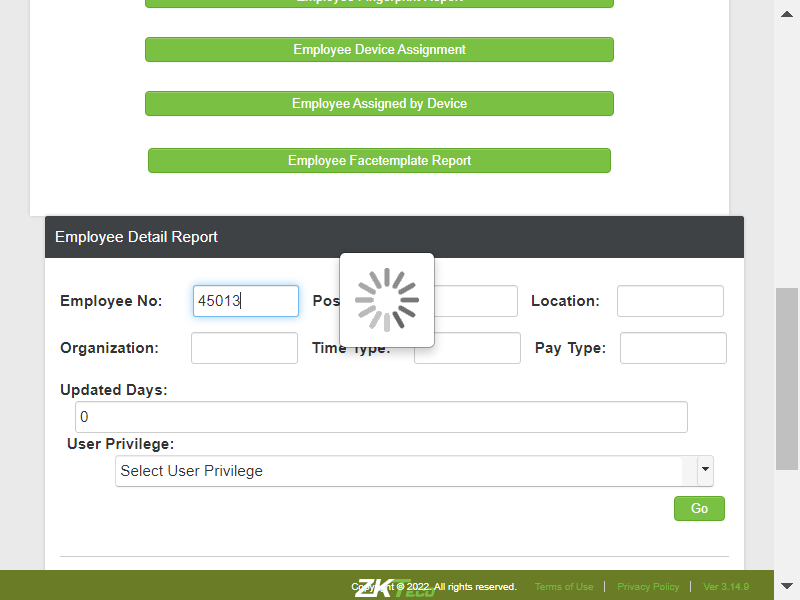 Employee Fingerprint Report
Employee Device Assignment
Employee Assigned by Device
Employee Facetemplate Report
Employee Detail Report
Employee No: 45013 Pos Location:
Organization: Time Type: Pay Type:
Updated Days:
0
User Privilege:
Select User Privilege
Go
ZKTECO
Copyright © 2022. All rights reserved. Terms of Use | Privacy Policy | Ver 3.14.9